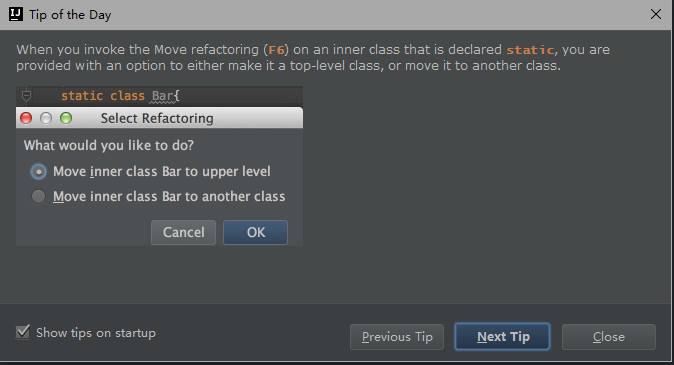 IJ Tip of the Day
When you invoke the Move refactoring (F6) on an inner class that is declared static, you are
provided with an option to either make it a top-level class, or move it to another class.
static class Bar{
Select Refactoring
What would you like to do?
Move inner class Bar to upper level
Move inner class Bar to another class
Cancel OK
Show tips on startup Previous Tip Next Tip Close